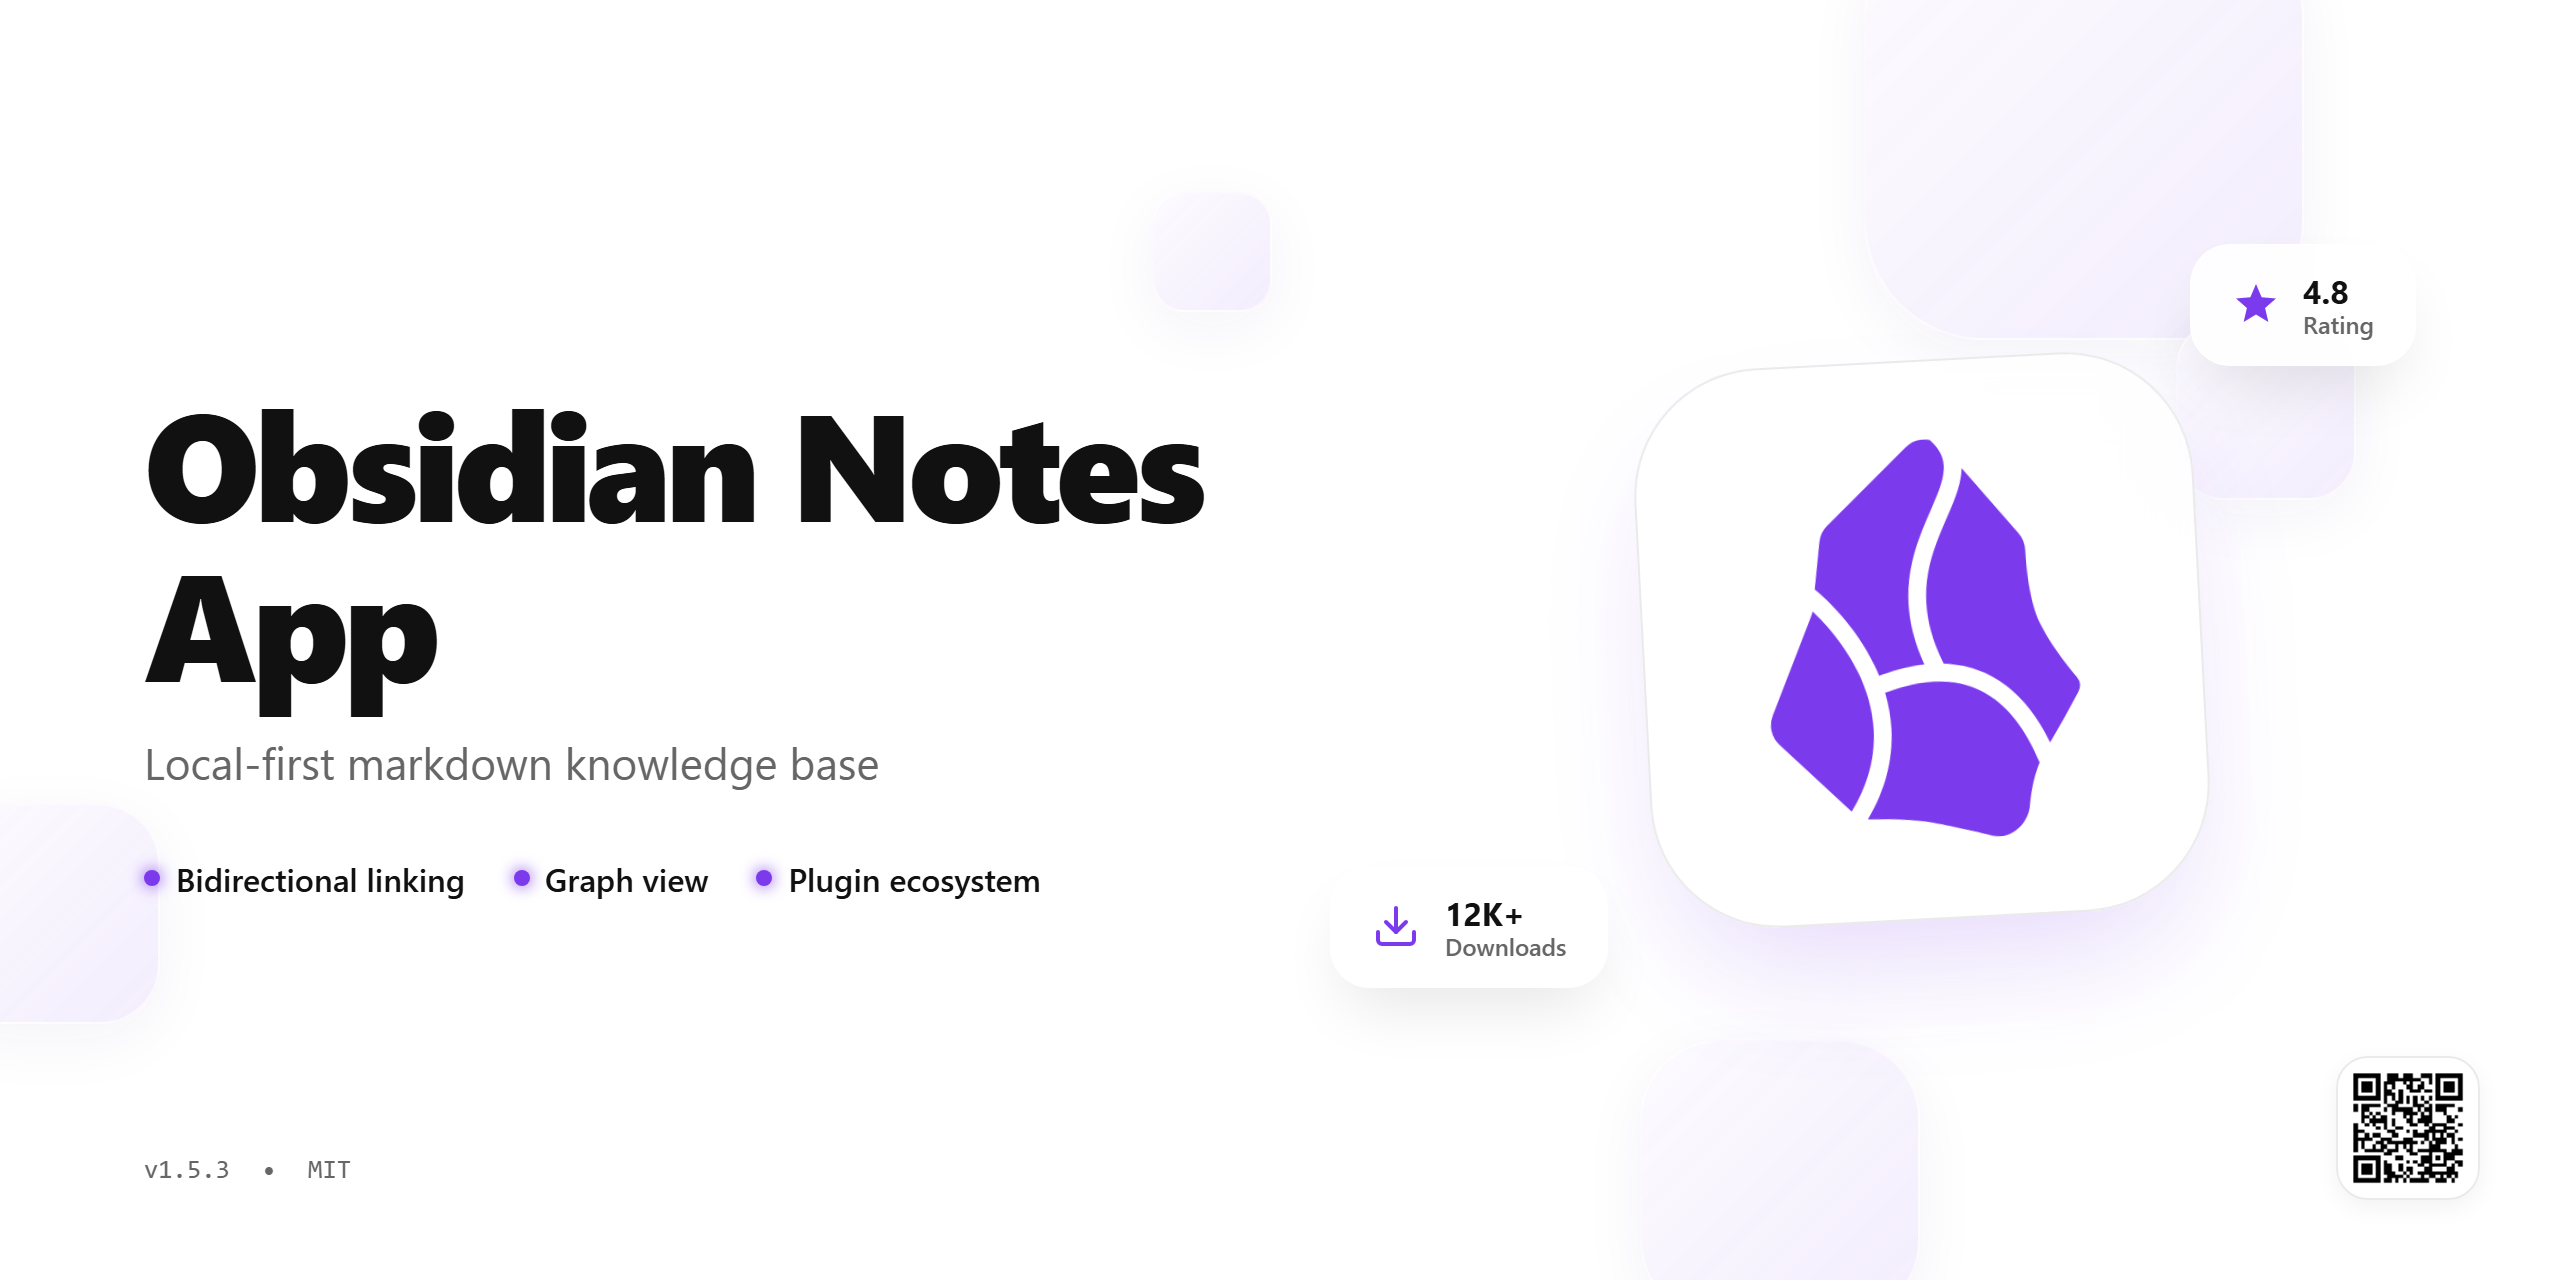 Obsidian Notes
App
Local-first markdown knowledge base
Bidirectional linking
Graph view
Plugin ecosystem
4.8
Rating
12K+
Downloads
v1.5.3 • MIT